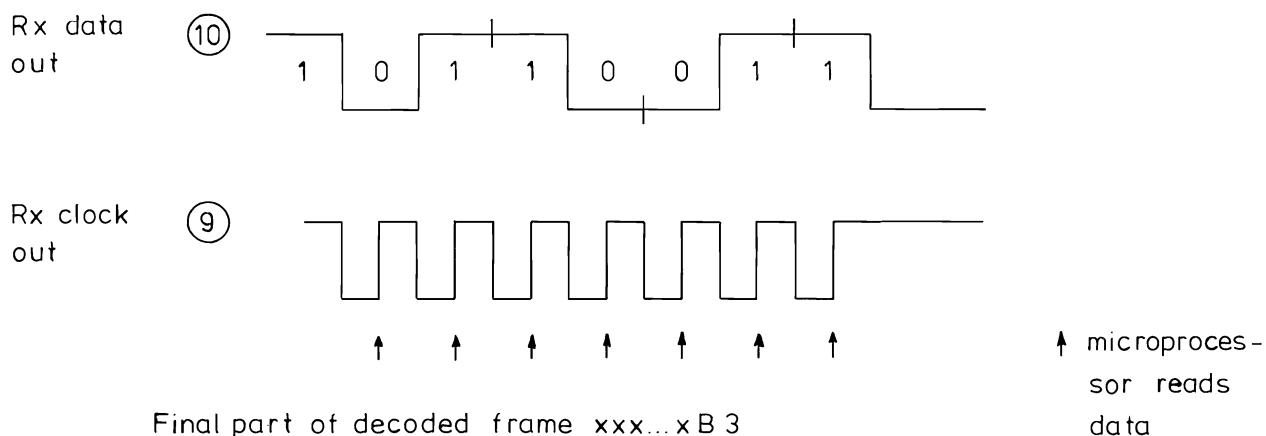 Rx data
out
10
1 0 1 1 0 0 1 1
Rx clock
out
9
microproces-
sor reads
data
Final part of decoded frame xxx...xB3